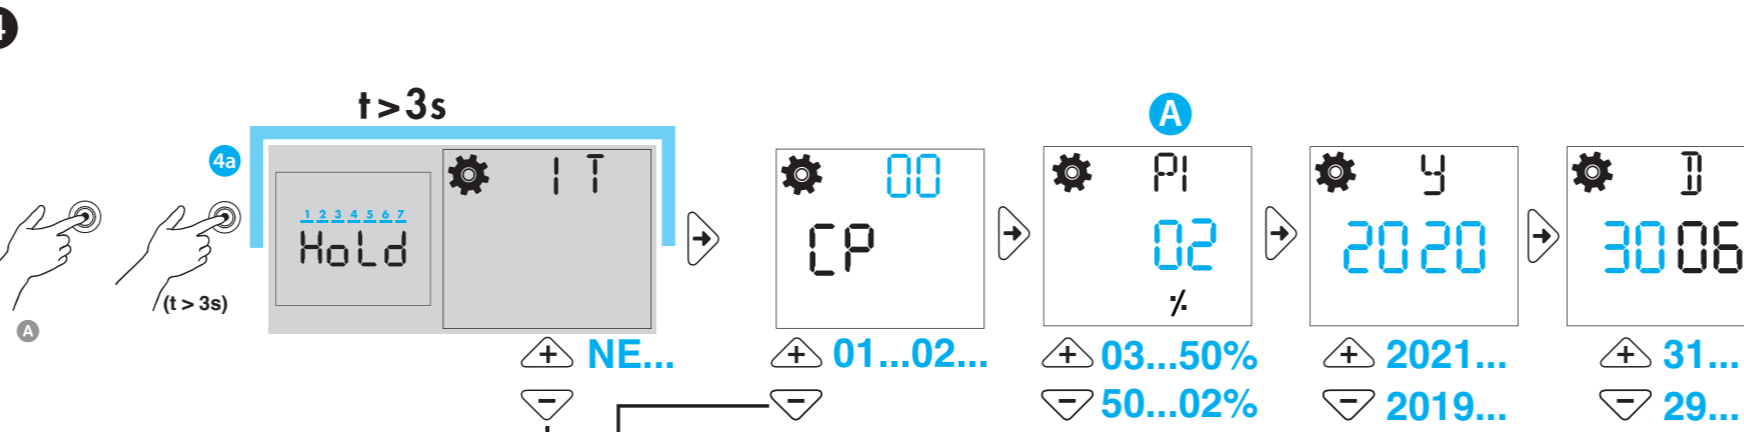 4
t > 3s
A
4a
1 2 3 4 5 6 7
HoLd
I T
00
CP
PI
02
%
Y
2020
D
3006
(t > 3s)
A
+ NE...
+ 01...02...
+ 03...50%
+ 2021...
+ 31...
−
−
− 50...02%
− 2019...
− 29...